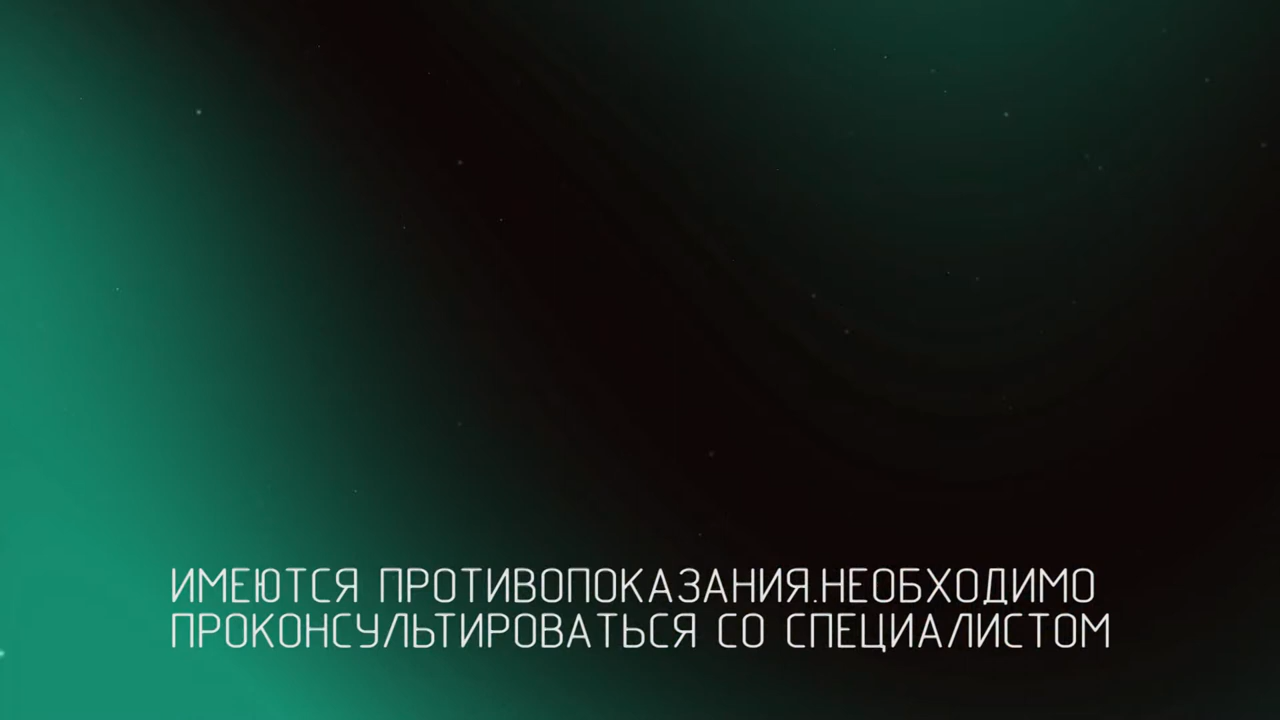 ИМЕЮТСЯ ПРОТИВОПОКАЗАНИЯ.НЕОБХОДИМО
ПРОКОНСУЛЬТИРОВАТЬСЯ СО СПЕЦИАЛИСТОМ